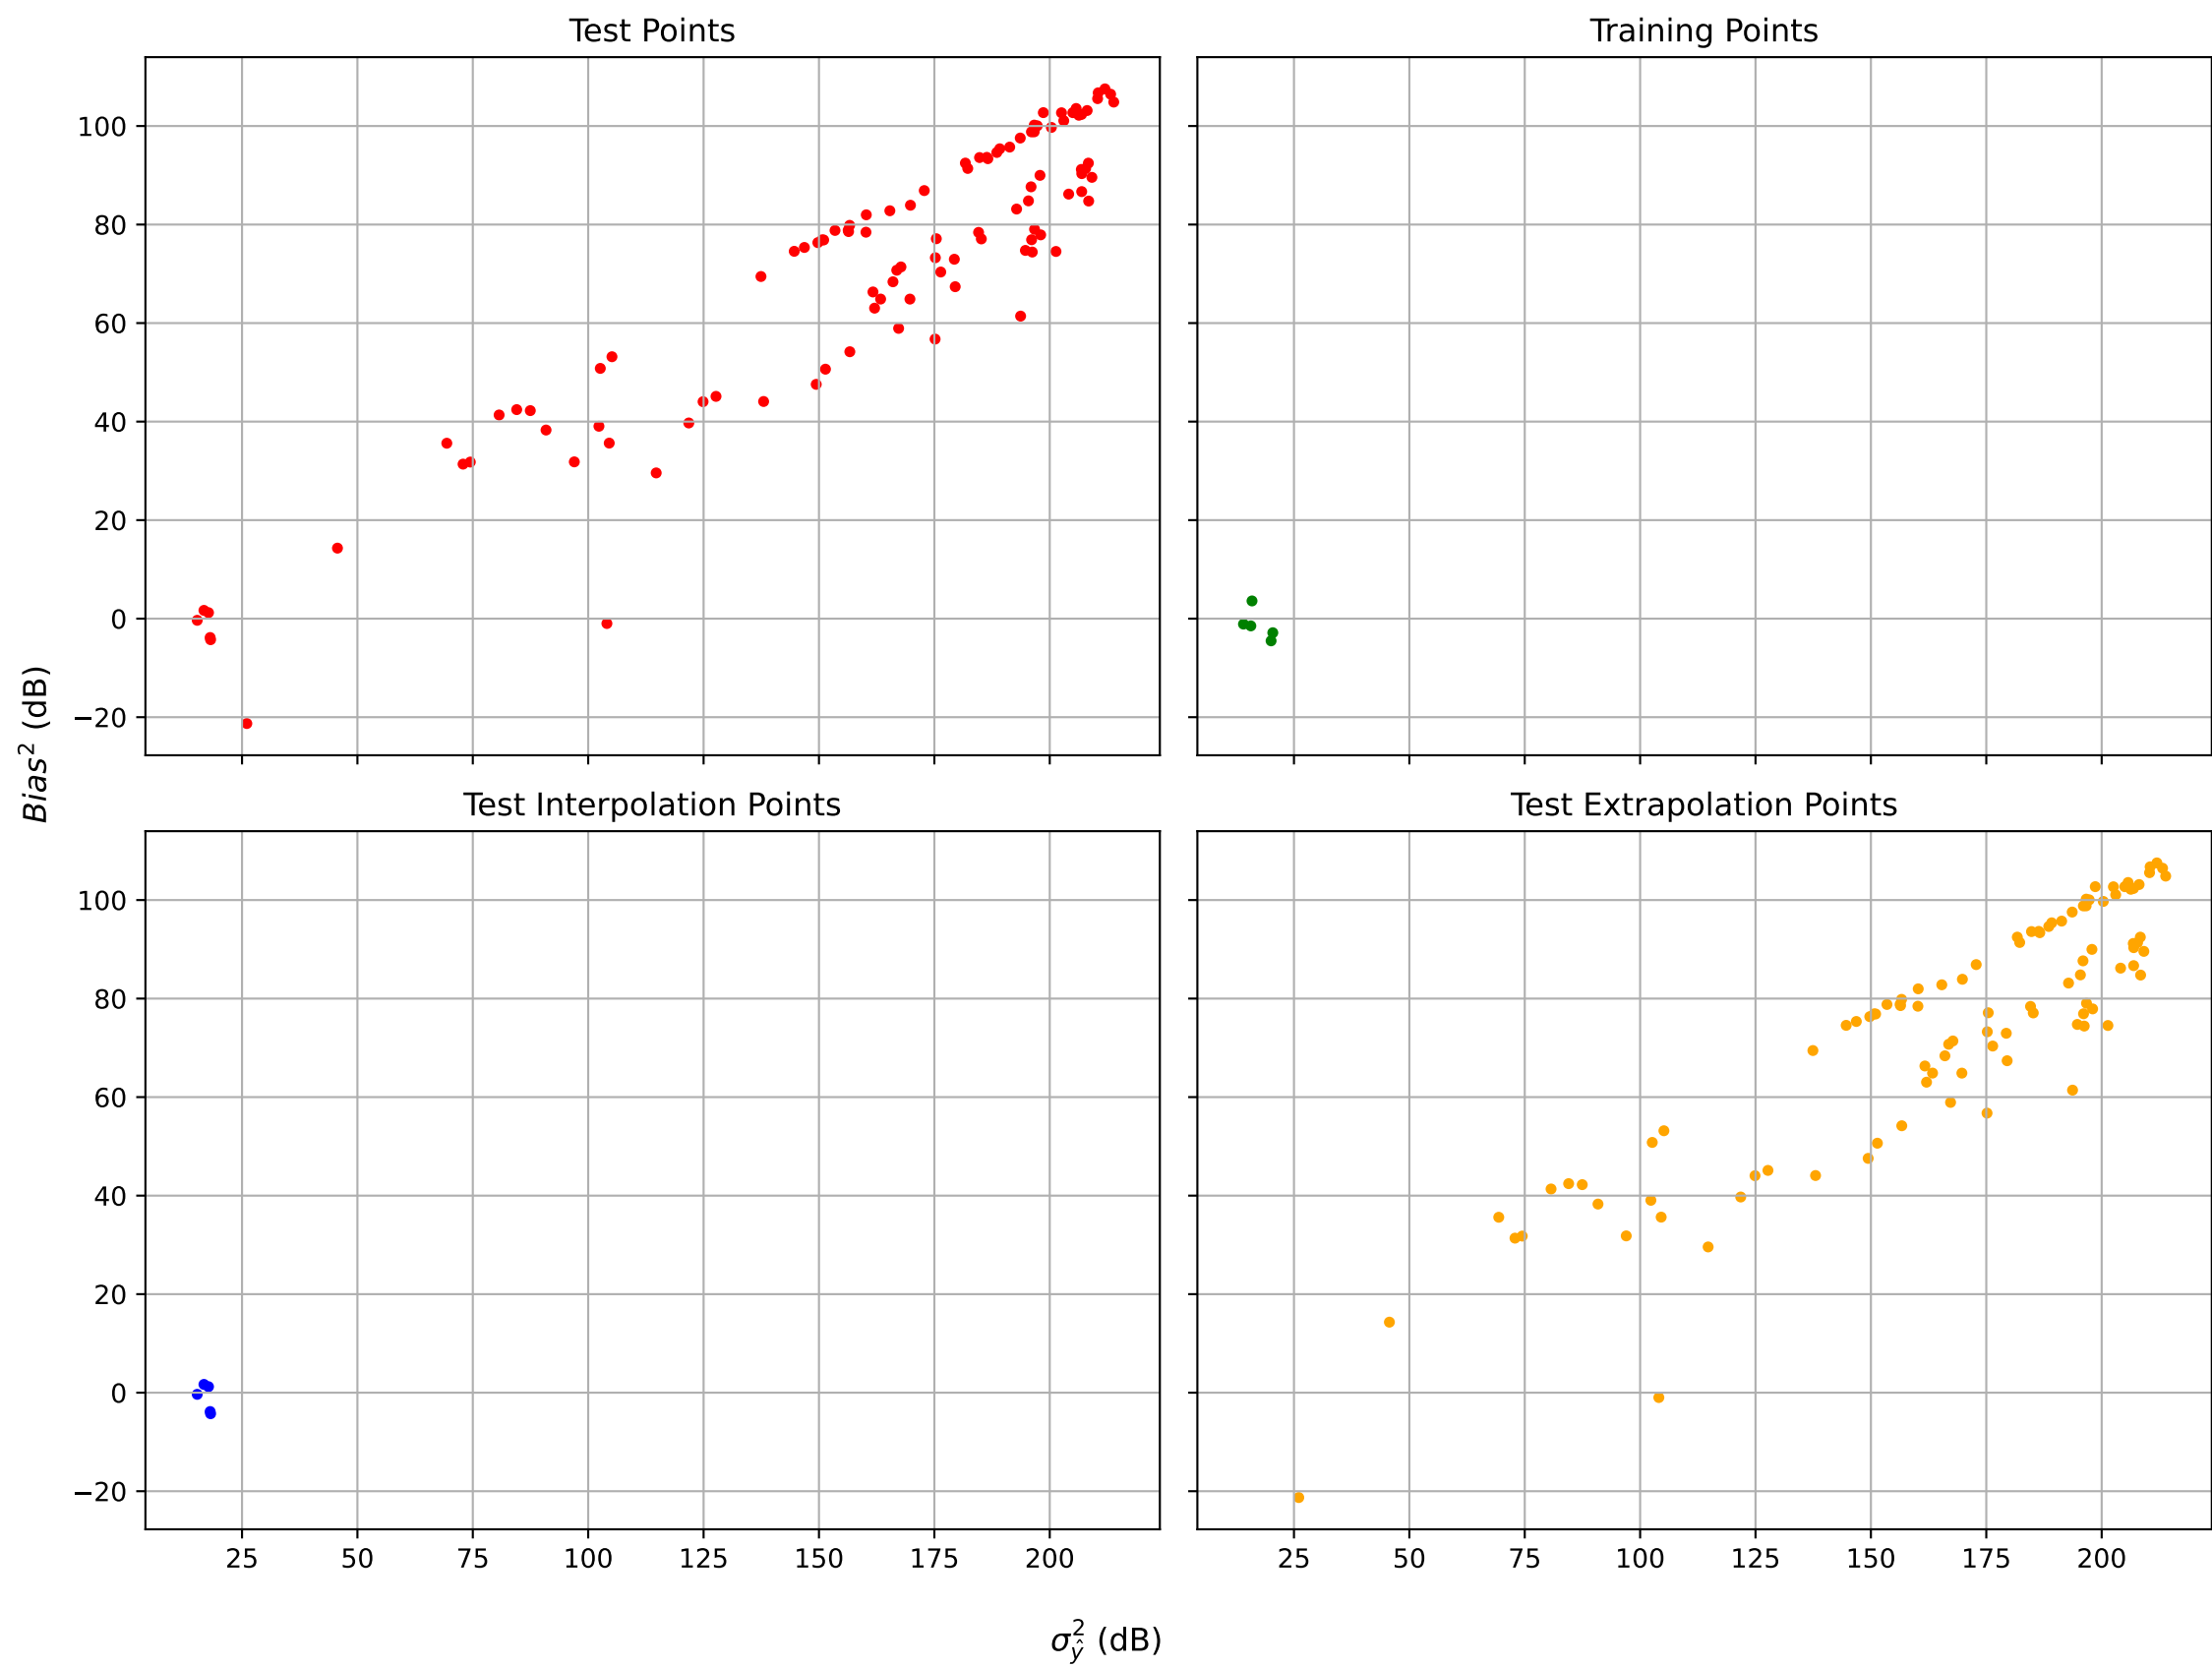 Test Points
Training Points
100
80
60
40
20
0
−20
Bias² (dB)
Test Interpolation Points
Test Extrapolation Points
100
80
60
40
20
0
−20
25 50 75 100 125 150 175 200
25 50 75 100 125 150 175 200
σ²_ŷ (dB)